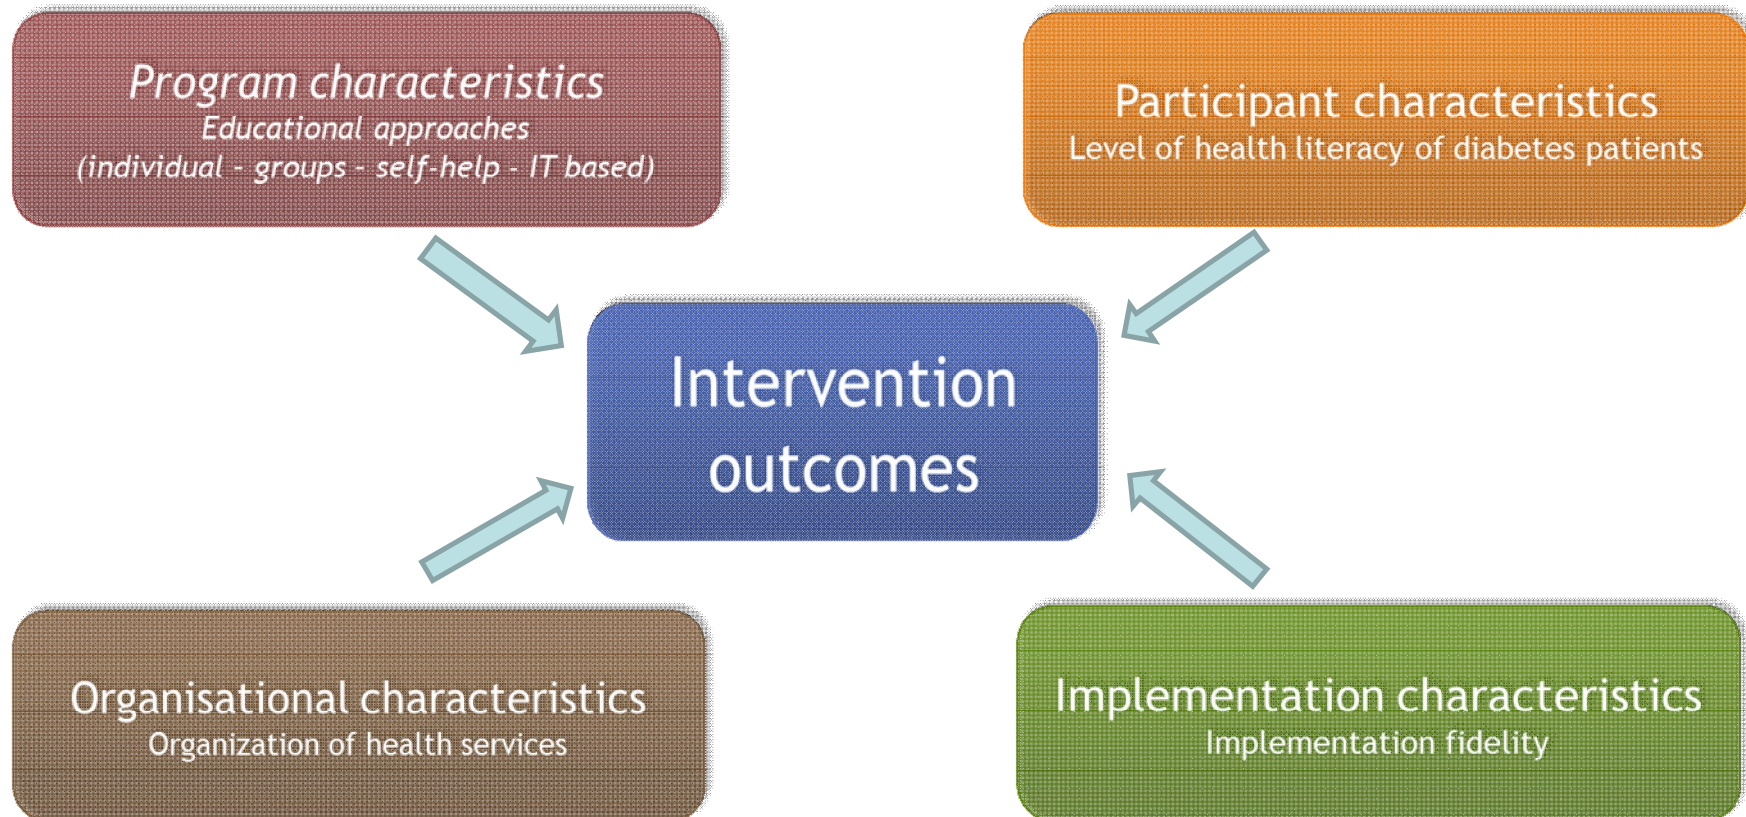 Program characteristics
Educational approaches
(individual – groups – self-help - IT based)
Participant characteristics
Level of health literacy of diabetes patients
Intervention
outcomes
Organisational characteristics
Organization of health services
Implementation characteristics
Implementation fidelity